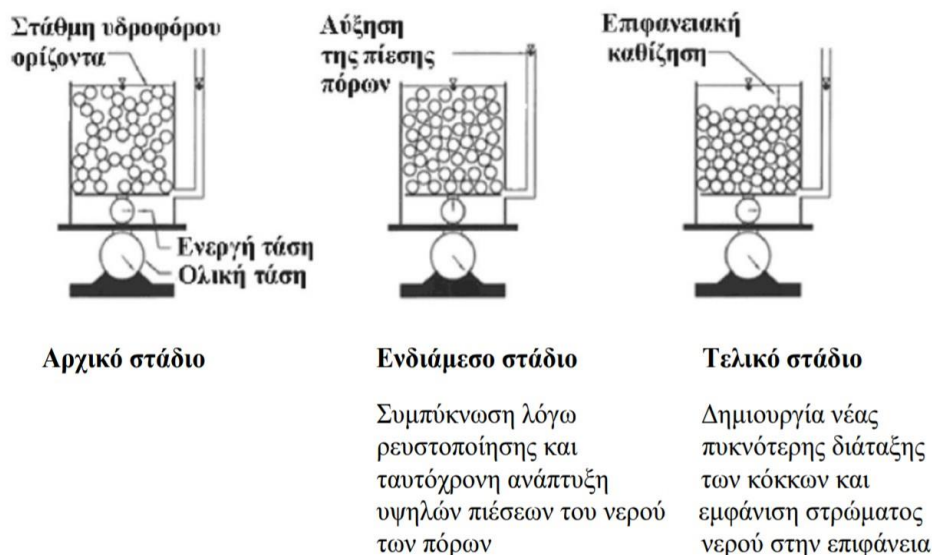 Στάθμη υδροφόρου
ορίζοντα
Αύξηση
της πίεσης
πόρων
Επιφανειακή
καθίζηση
Ενεργή τάση
Ολική τάση
Αρχικό στάδιο
Ενδιάμεσο στάδιο
Συμπύκνωση λόγω
ρευστοποίησης και
ταυτόχρονη ανάπτυξη
υψηλών πιέσεων του νερού
των πόρων
Τελικό στάδιο
Δημιουργία νέας
πυκνότερης διάταξης
των κόκκων και
εμφάνιση στρώματος
νερού στην επιφάνεια